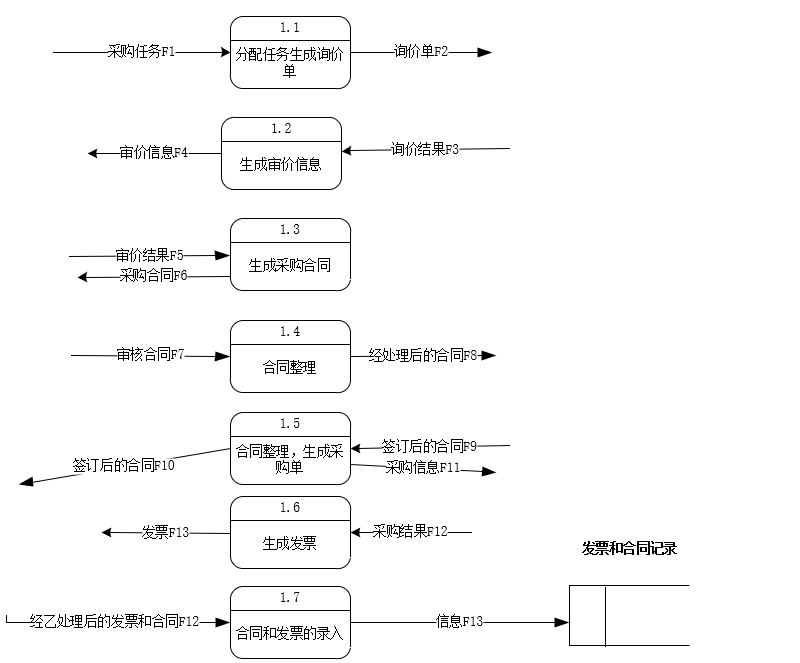 1.1
采购任务F1
分配任务生成询价
单
询价单F2
1.2
审价信息F4
生成审价信息
询价结果F3
1.3
审价结果F5
采购合同F6
生成采购合同
1.4
审核合同F7
合同整理
经处理后的合同F8
1.5
签订后的合同F10
合同整理，生成采
购单
签订后的合同F9
采购信息F11
1.6
发票F13
生成发票
采购结果F12
发票和合同记录
1.7
经乙处理后的发票和合同F12
合同和发票的录入
信息F13